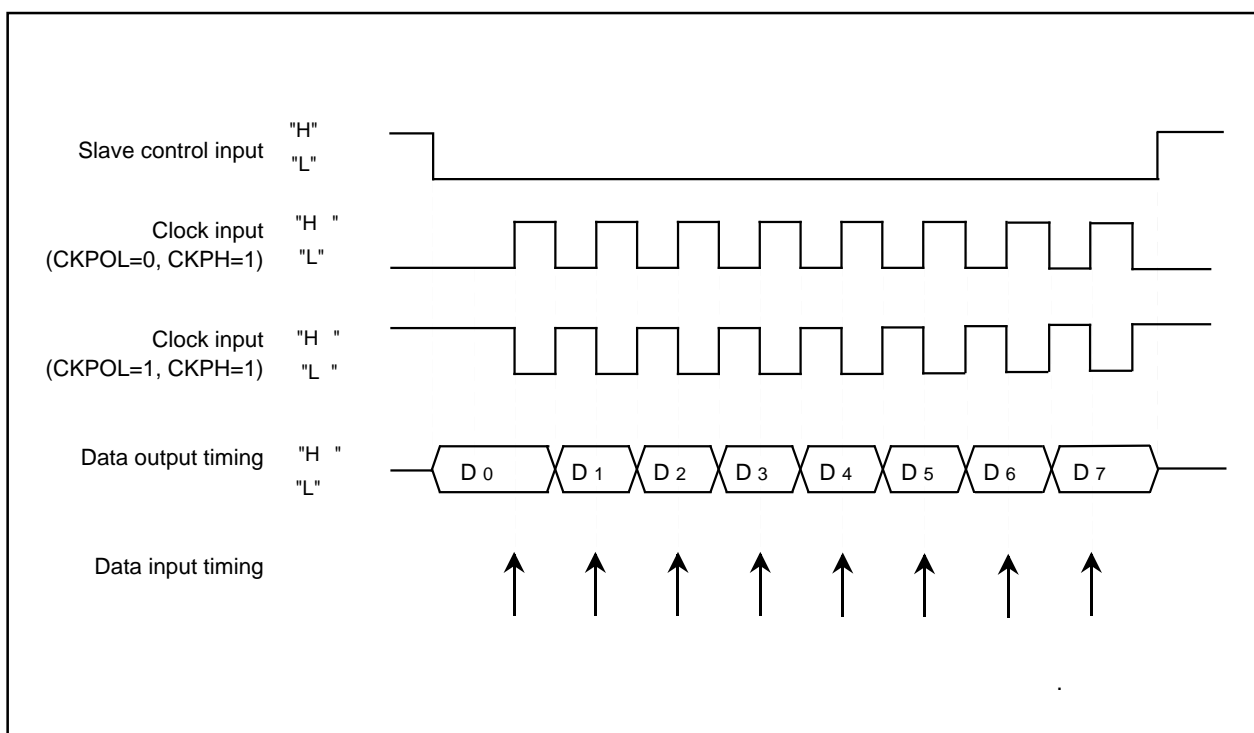 Slave control input "H"
"L"
Clock input "H "
(CKPOL=0, CKPH=1) "L"
Clock input "H "
(CKPOL=1, CKPH=1) "L "
Data output timing "H "
"L"
D 0 D 1 D 2 D 3 D 4 D 5 D 6 D 7
Data input timing
.